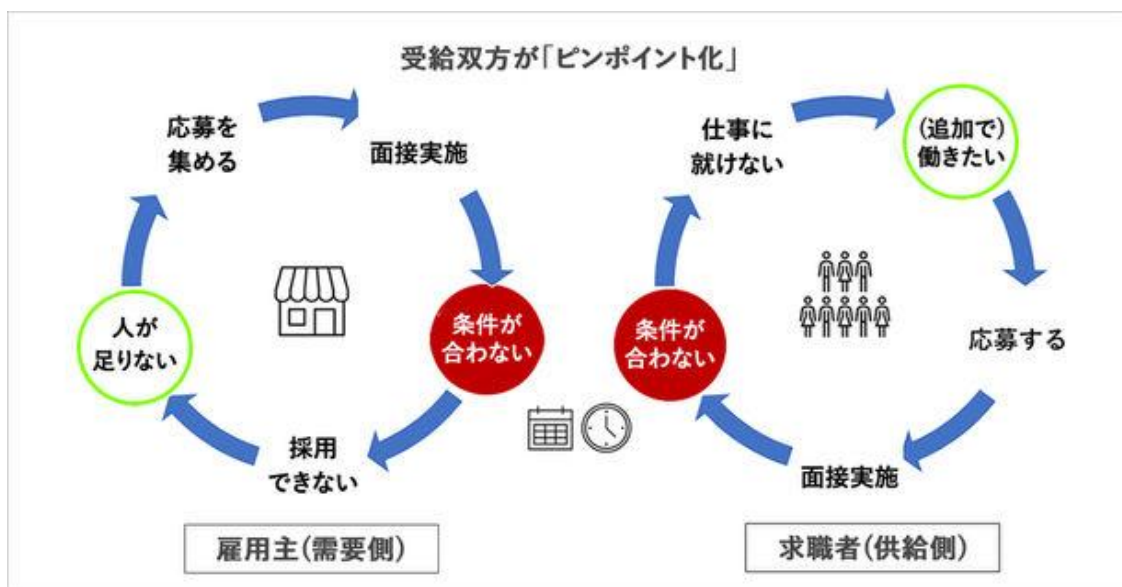 受給双方が「ピンポイント化」
応募を
集める
面接実施
条件が
合わない
採用
できない
人が
足りない
雇用主(需要側)
仕事に
就けない
(追加で)
働きたい
応募する
面接実施
条件が
合わない
求職者(供給側)